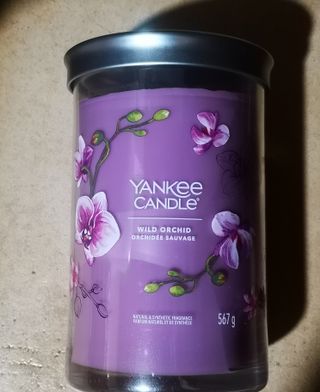 YANKEE
CANDLE®
WILD ORCHID
ORCHIDÉE SAUVAGE
NATURAL & SYNTHETIC FRAGRANCE
PARFUM NATUREL ET DE SYNTHÈSE
567 g